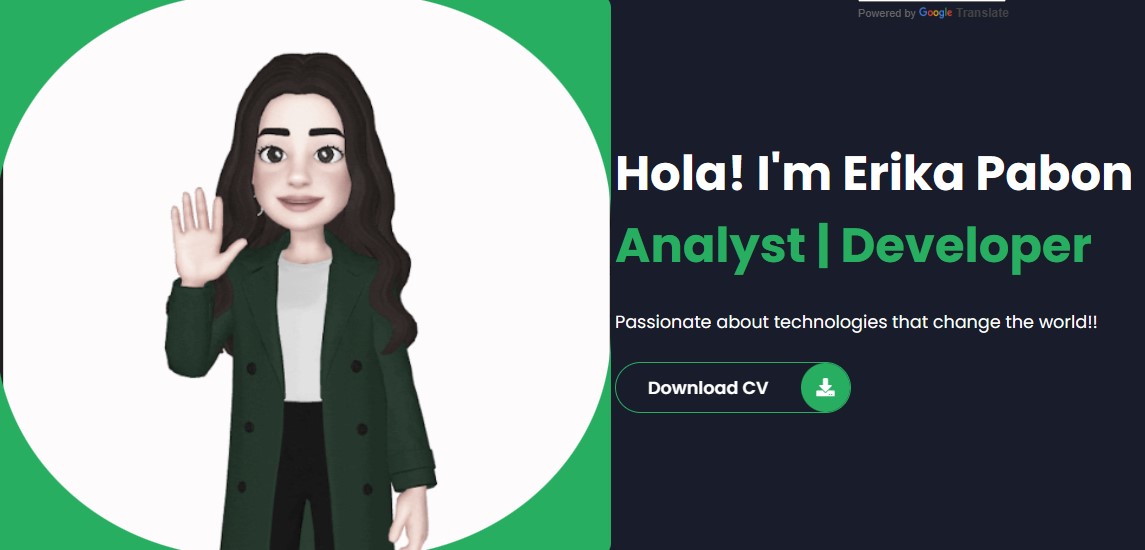 Powered by Google Translate
Hola! I'm Erika Pabon
Analyst | Developer
Passionate about technologies that change the world!!
Download CV